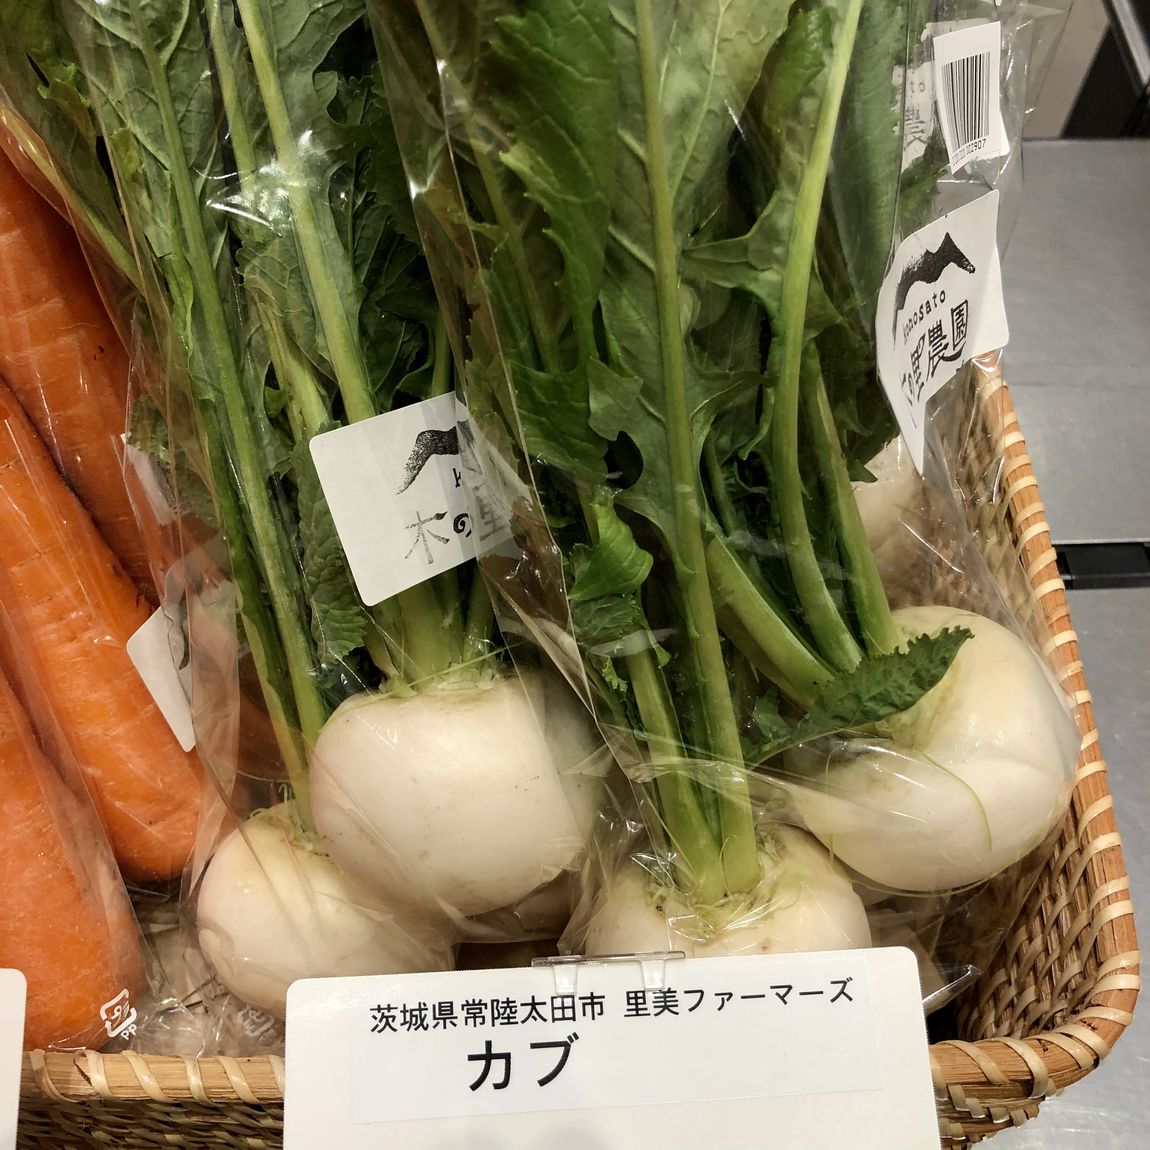 konosato
木の里農園
木の里
茨城県常陸太田市 里美ファーマーズ
カブ